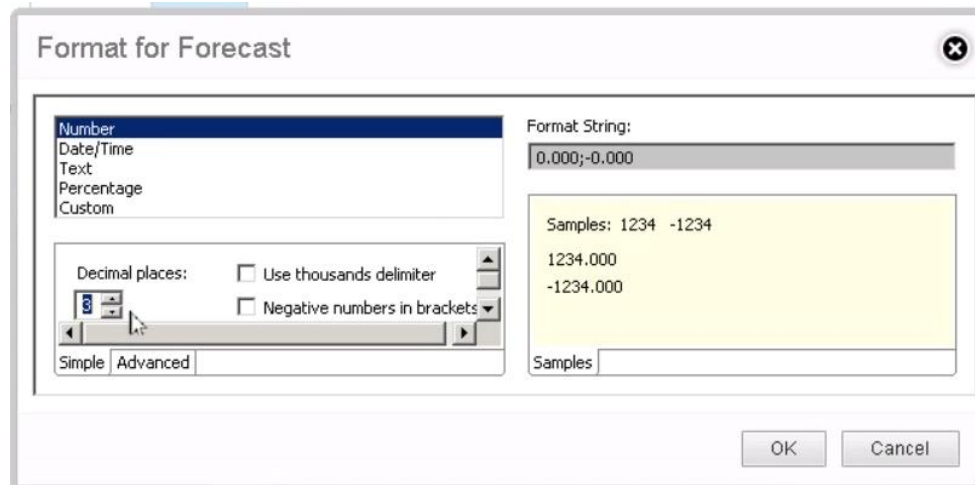 Format for Forecast
Number
Date/Time
Text
Percentage
Custom
Format String:
0.000;-0.000
Decimal places:
3
Use thousands delimiter
Negative numbers in brackets
Simple
Advanced
Samples: 1234 -1234
1234.000
-1234.000
Samples
OK
Cancel